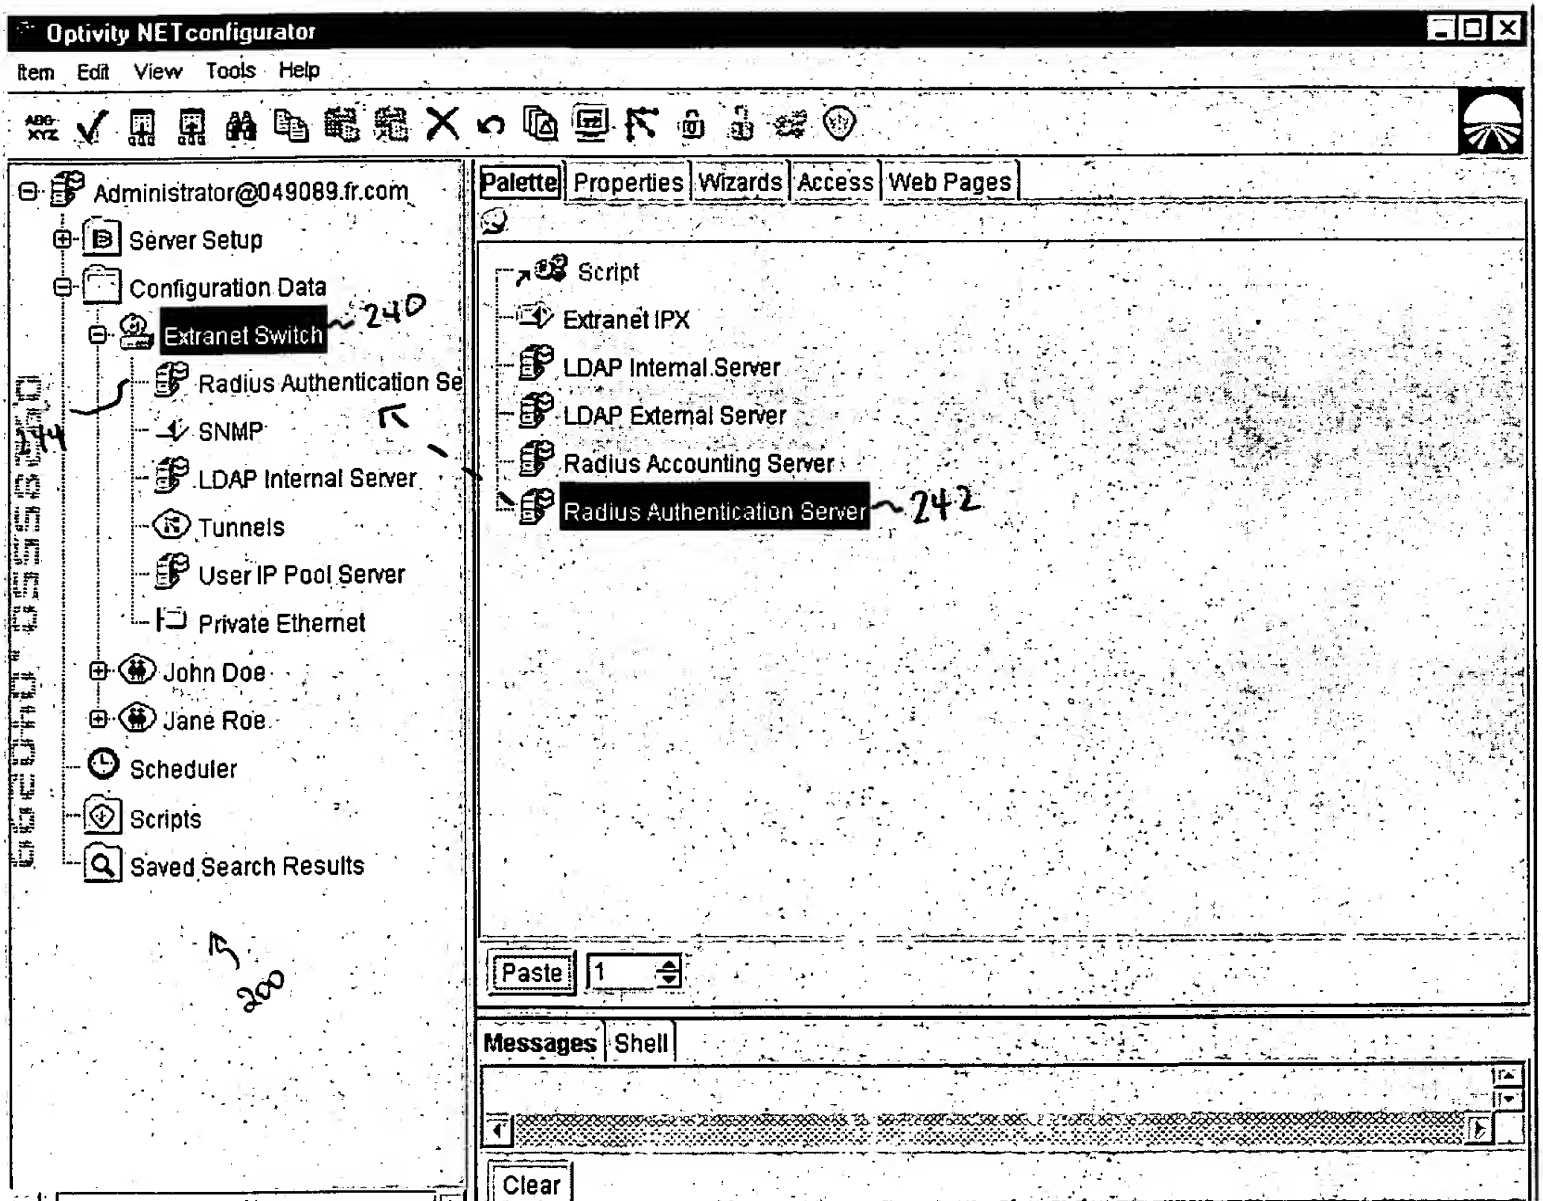 Optivity NETconfigurator
Item Edit View Tools Help
ABG
XYZ
Administrator@049089.fr.com
Server Setup
Configuration Data
Extranet Switch
240
Radius Authentication Se
244
SNMP
LDAP Internal Server
Tunnels
User IP Pool Server
Private Ethernet
John Doe
Jane Roe
Scheduler
Scripts
Saved Search Results
200
Palette Properties Wizards Access Web Pages
Script
Extranet IPX
LDAP Internal Server
LDAP External Server
Radius Accounting Server
Radius Authentication Server
242
Paste 1
Messages Shell
Clear